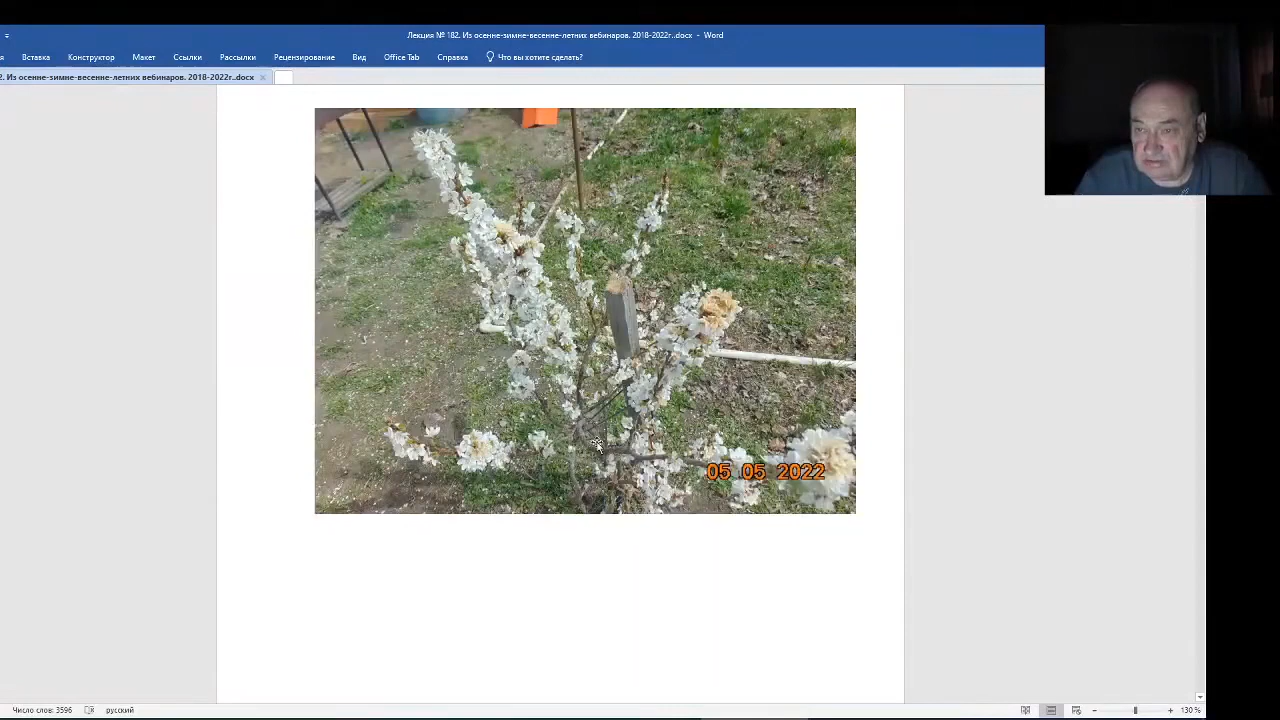 Лекция № 182. Из осенне-зимне-весенне-летних вебинаров. 2018-2022г..docx - Word
Вставка Конструктор Макет Ссылки Рассылки Рецензирование Вид Office Tab Справка Что вы хотите сделать?
2. Из осенне-зимне-весенне-летних вебинаров. 2018-2022г..docx
05 05 2022
Число слов: 3596 русский 130 %